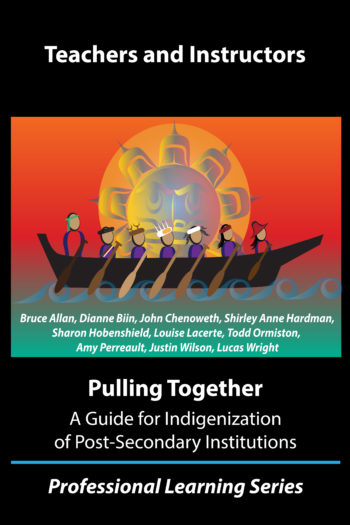 Teachers and Instructors
Bruce Allan, Dianne Biin, John Chenoweth, Shirley Anne Hardman,
Sharon Hobenshield, Louise Lacerte, Todd Ormiston,
Amy Perreault, Justin Wilson, Lucas Wright
Pulling Together
A Guide for Indigenization
of Post-Secondary Institutions
Professional Learning Series